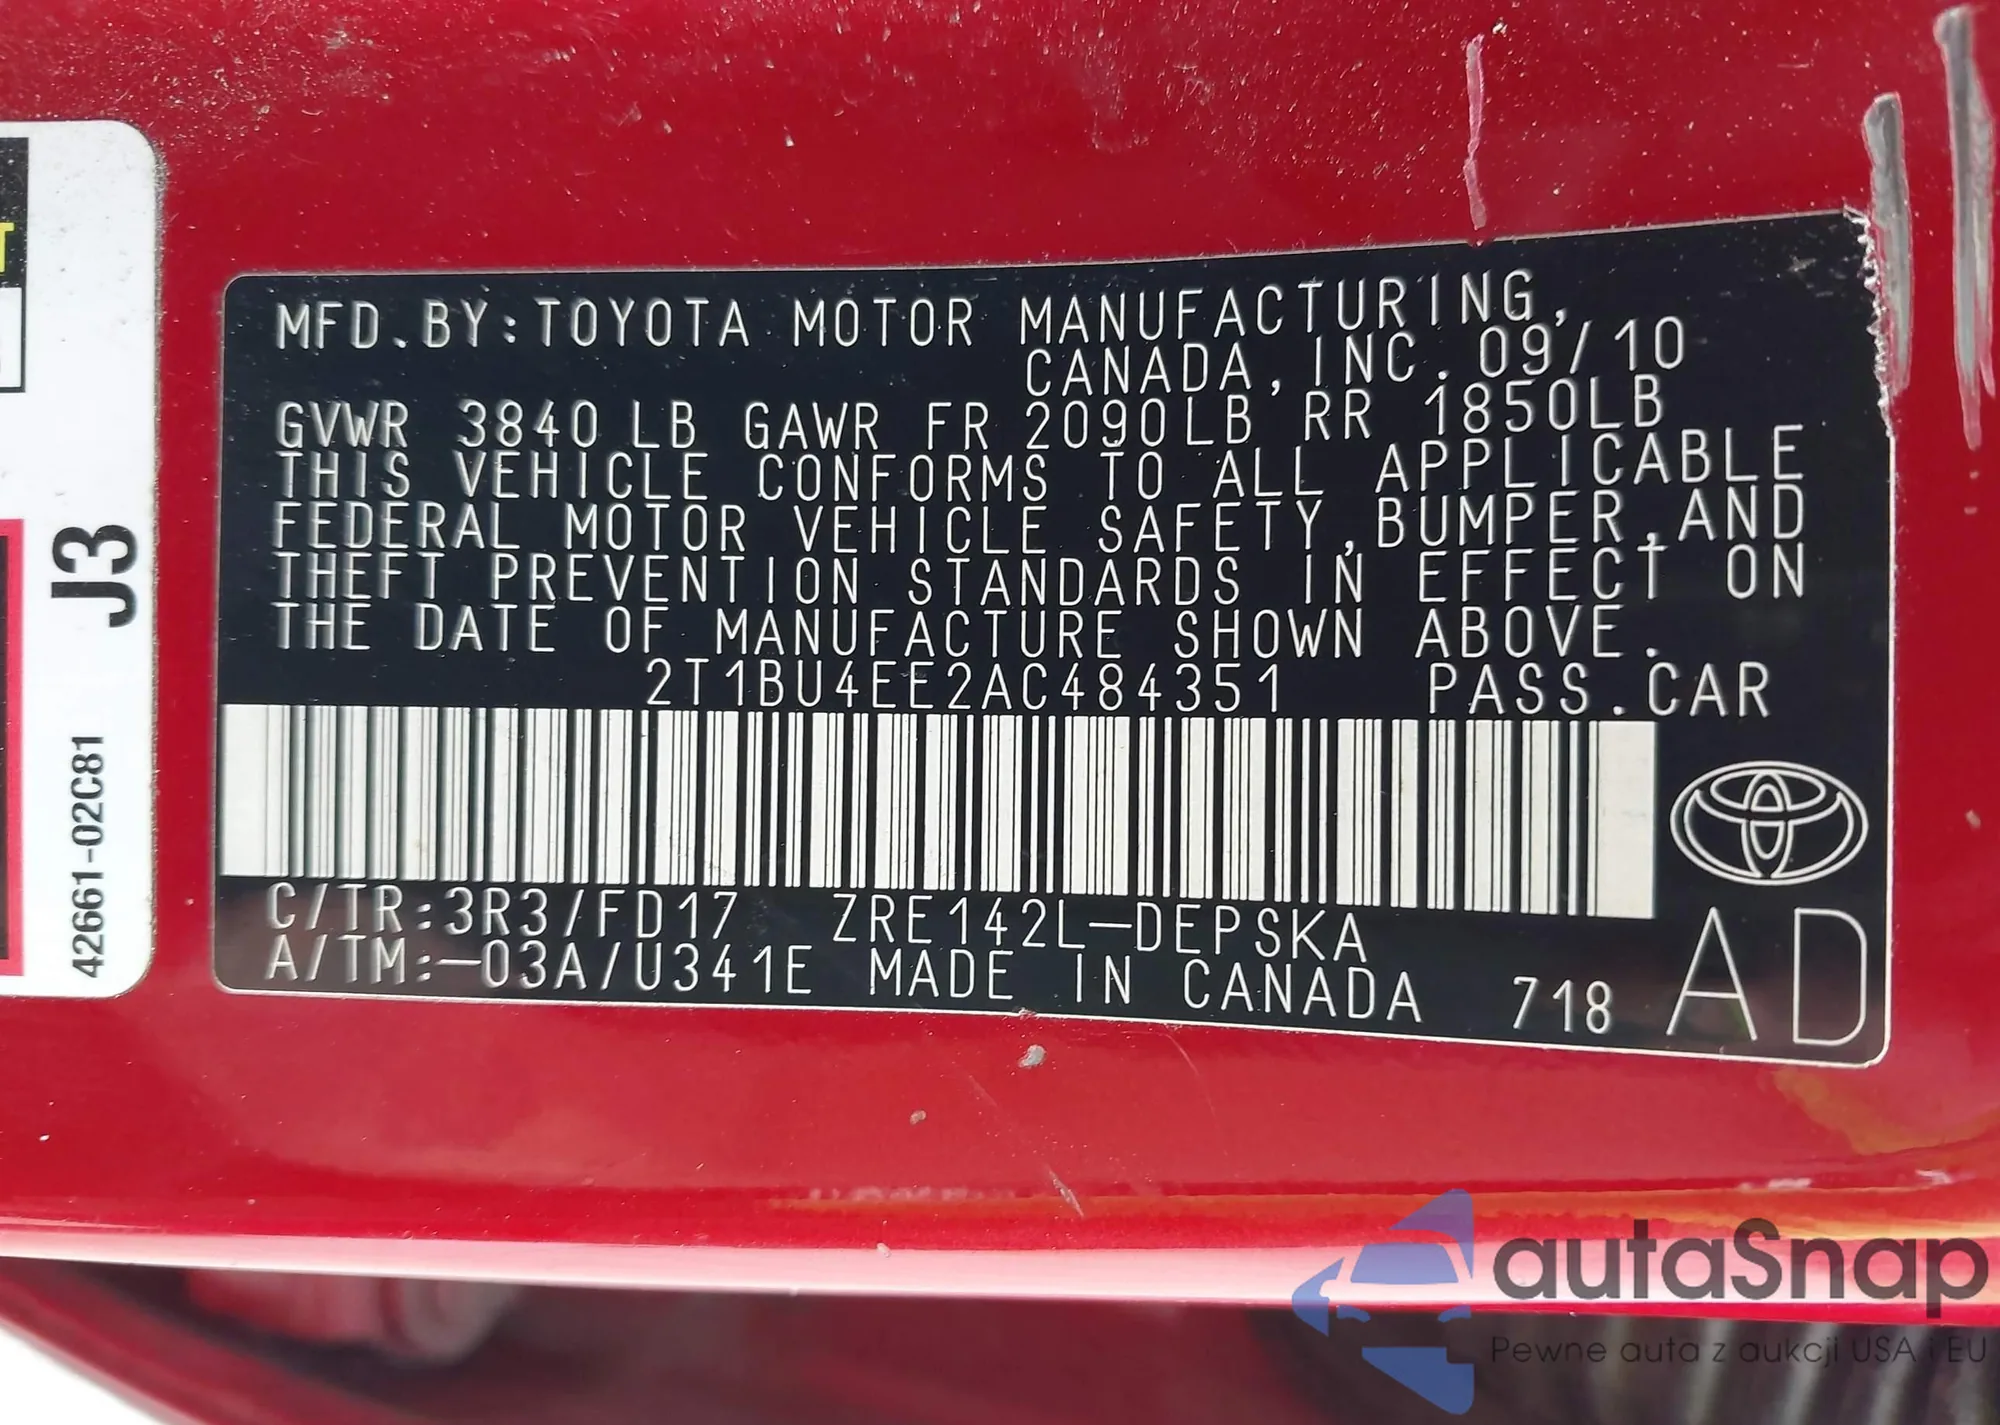 MFD.BY:TOYOTA MOTOR MANUFACTURING,
CANADA,INC. 09/10
GVWR 3840LB GAWR FR 2090LB RR 1850LB
THIS VEHICLE CONFORMS TO ALL APPLICABLE
FEDERAL MOTOR VEHICLE SAFETY,BUMPER,AND
THEFT PREVENTION STANDARDS IN EFFECT ON
THE DATE OF MANUFACTURE SHOWN ABOVE.
2T1BU4EE2AC484351 PASS.CAR
C/TR:3R3/FD17 ZRE142L-DEPSKA
A/TM:-03A/U341E MADE IN CANADA 718 AD
J3
42661-02C81
T
autoSnap
Pewne auta z aukcji USA i EU